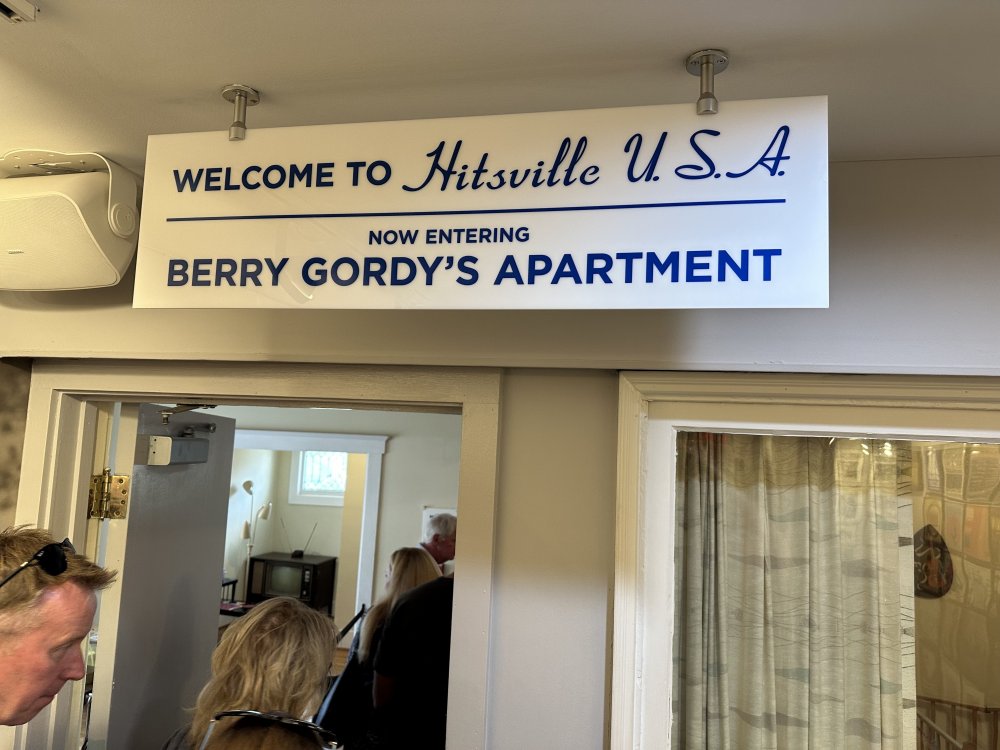 WELCOME TO Hitsville U.S.A.
NOW ENTERING
BERRY GORDY'S APARTMENT